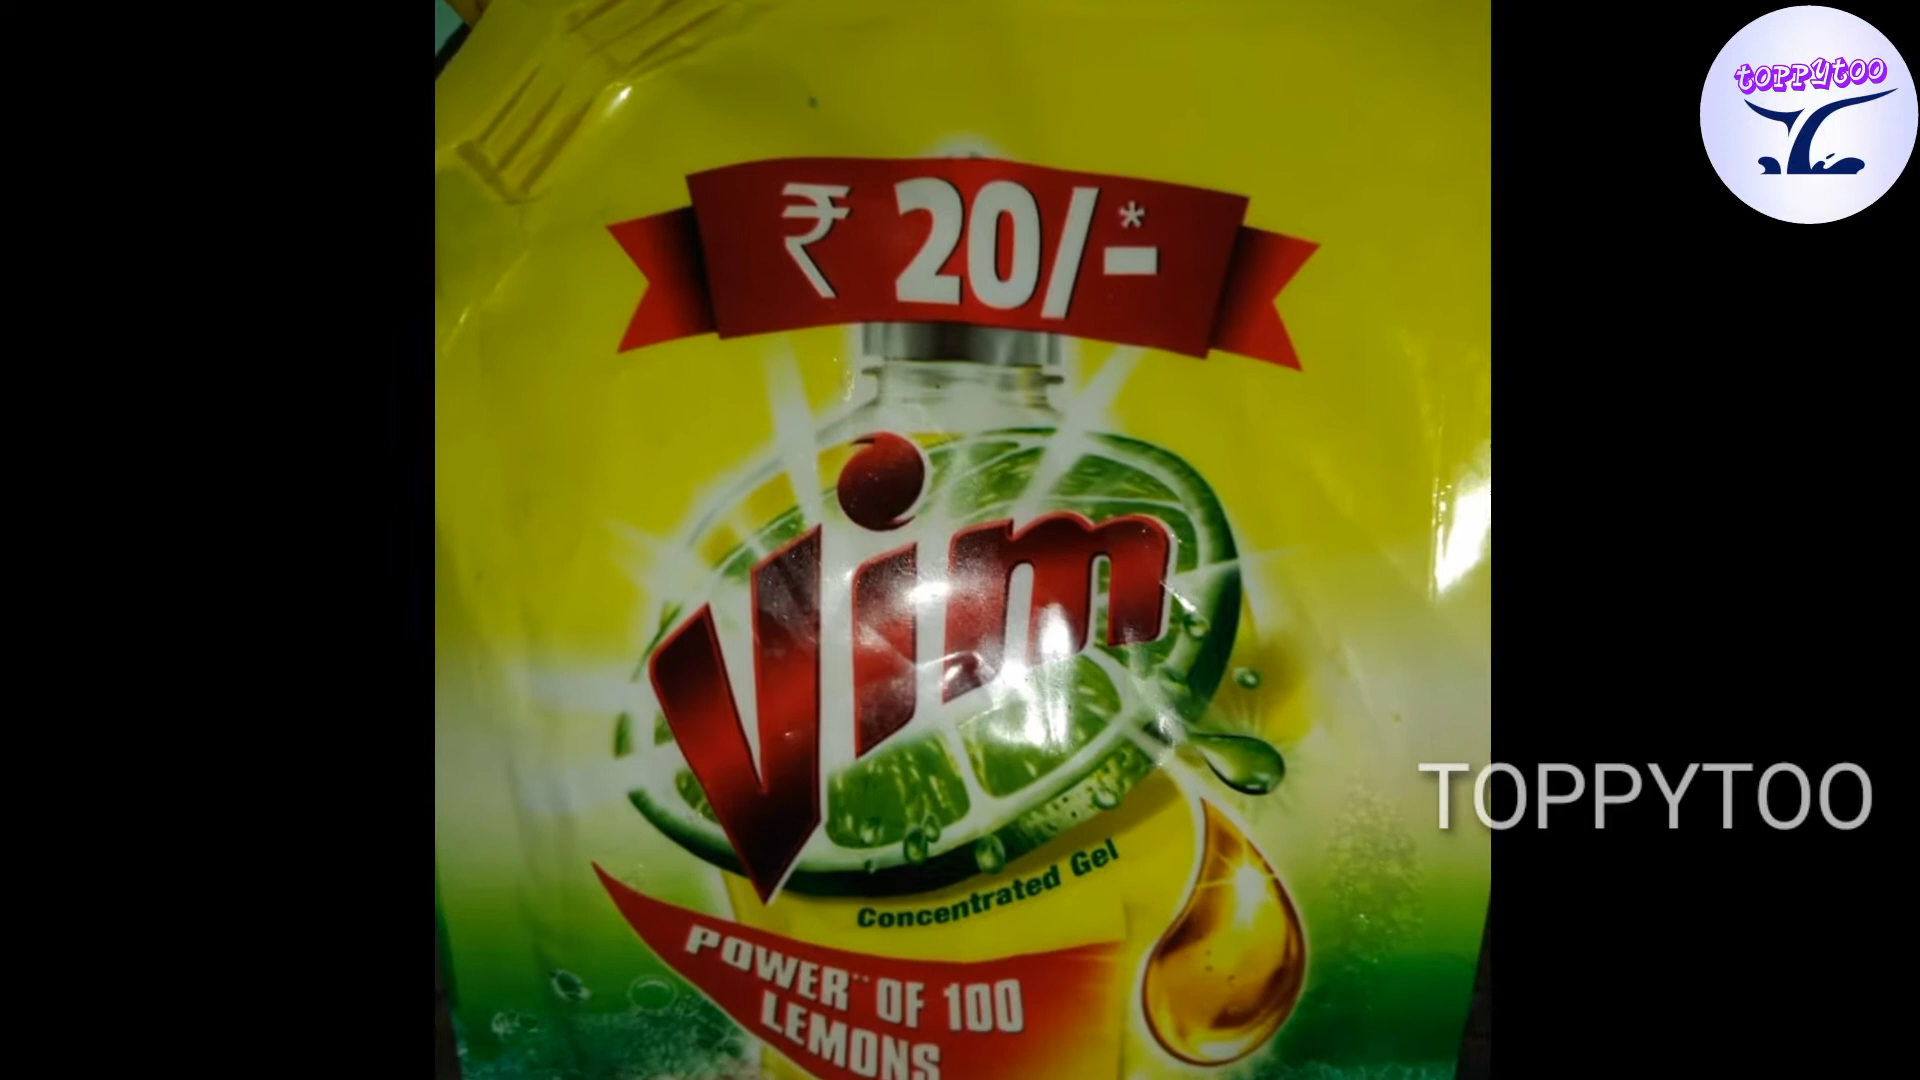 toppytoo
₹ 20/-*
Vim
Concentrated Gel
POWER** OF 100
LEMONS
TOPPYTOO